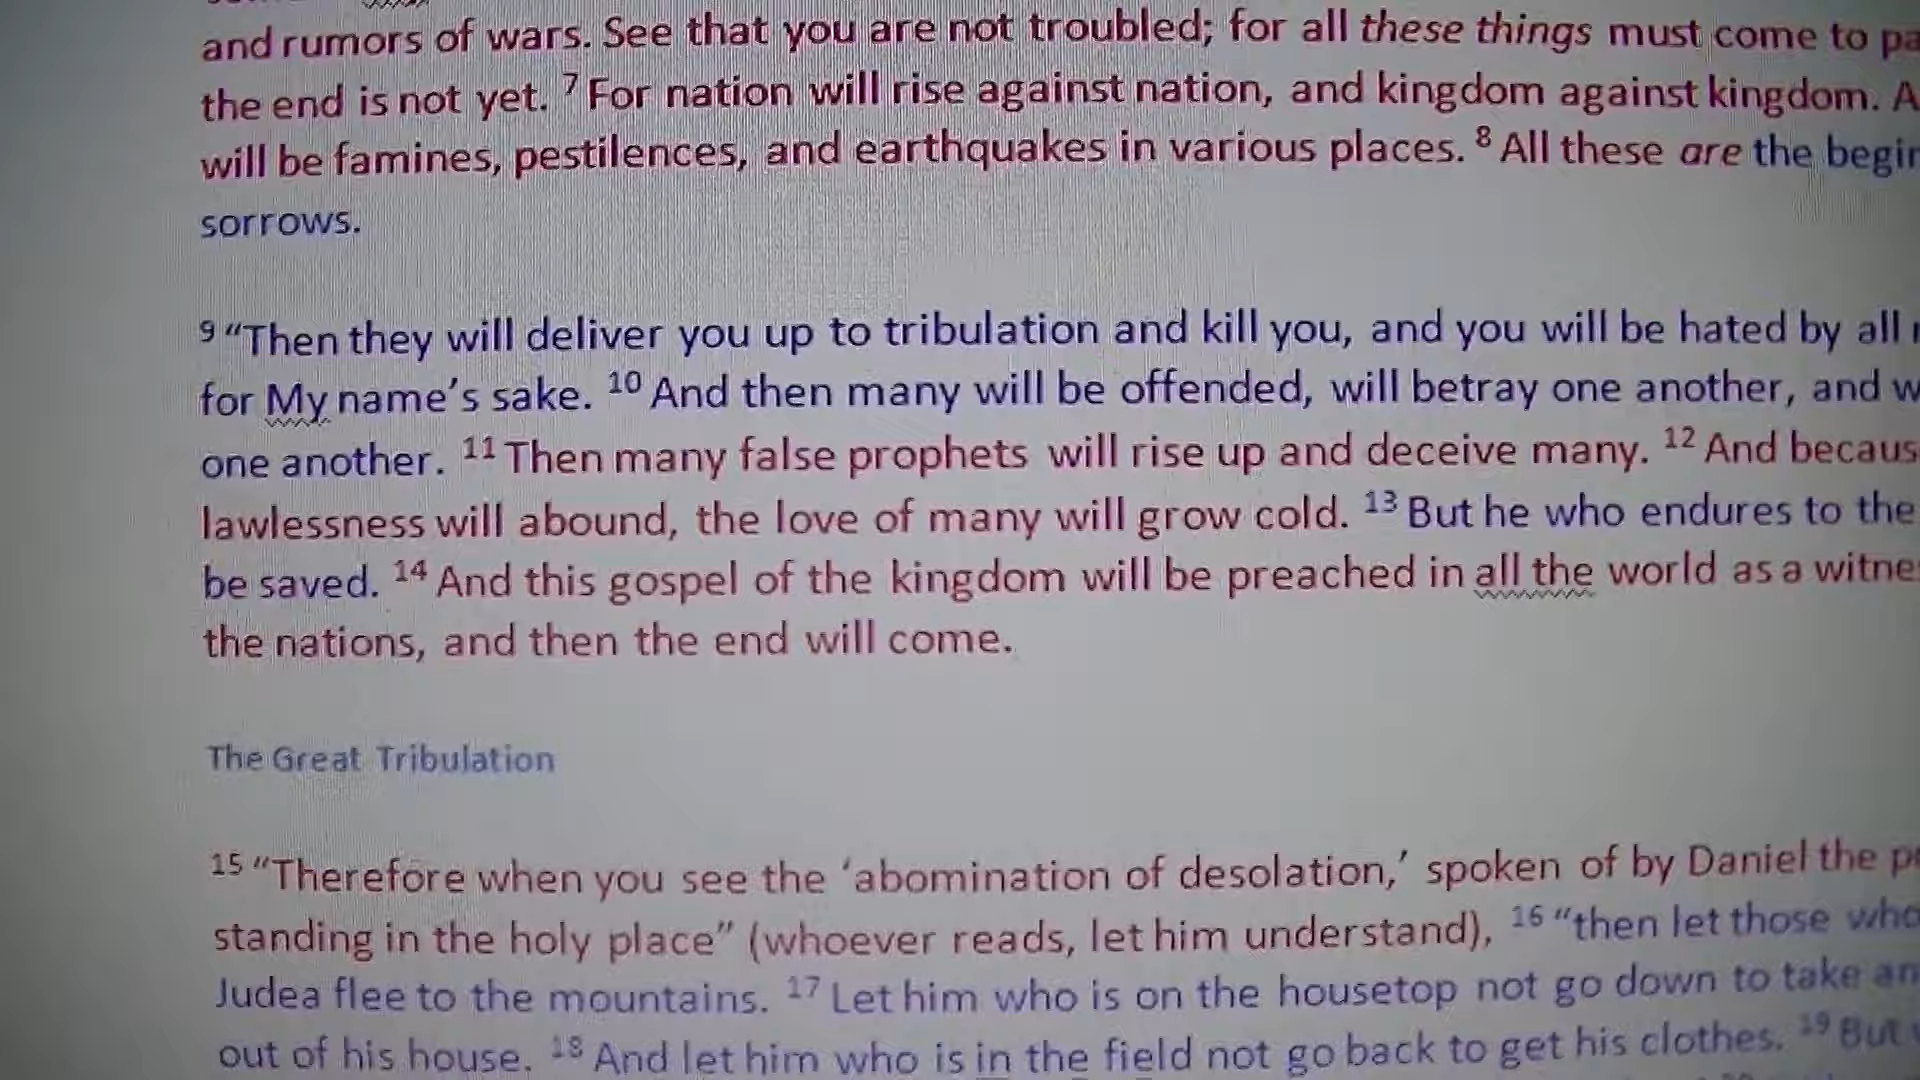 and rumors of wars. See that you are not troubled; for all these things must come to
the end is not yet. 7 For nation will rise against nation, and kingdom against kingdom.
will be famines, pestilences, and earthquakes in various places. 8 All these are the
sorrows.
9 “Then they will deliver you up to tribulation and kill you, and you will be hated by all
for My name’s sake. 10 And then many will be offended, will betray one another, and
one another. 11 Then many false prophets will rise up and deceive many. 12 And
lawlessness will abound, the love of many will grow cold. 13 But he who endures to the
be saved. 14 And this gospel of the kingdom will be preached in all the world as a
the nations, and then the end will come.
The Great Tribulation
15 “Therefore when you see the ‘abomination of desolation,’ spoken of by Daniel the
standing in the holy place” (whoever reads, let him understand), 16 “then let those who
Judea flee to the mountains. 17 Let him who is on the housetop not go down to take
out of his house. 18 And let him who is in the field not go back to get his clothes. 19 But